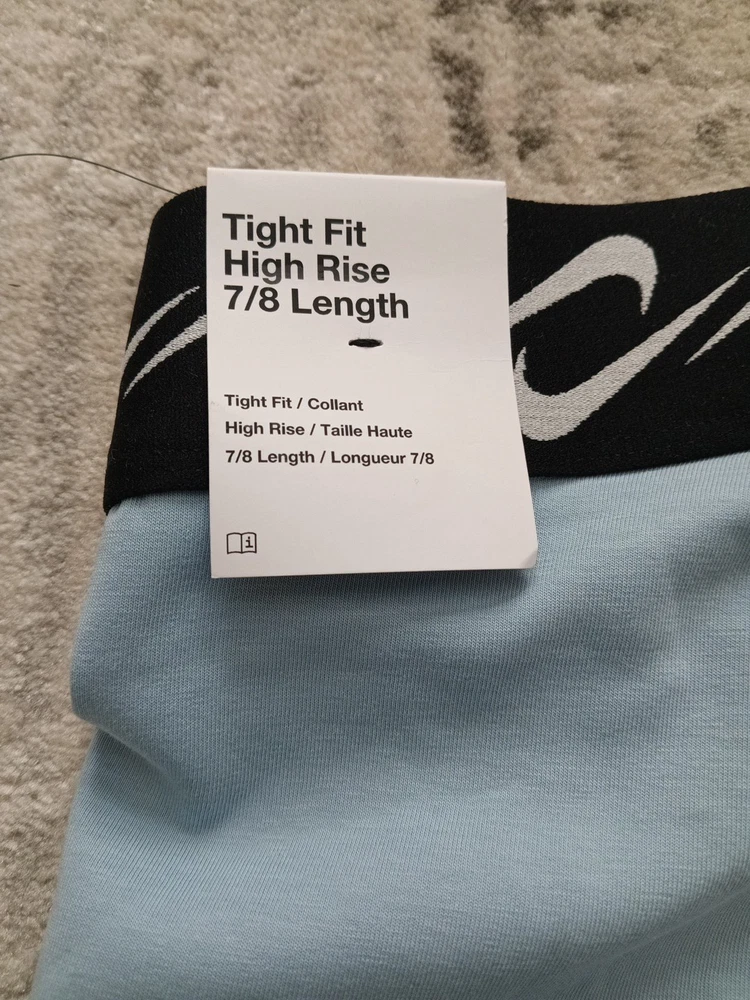 Tight Fit
High Rise
7/8 Length
Tight Fit / Collant
High Rise / Taille Haute
7/8 Length / Longueur 7/8
i